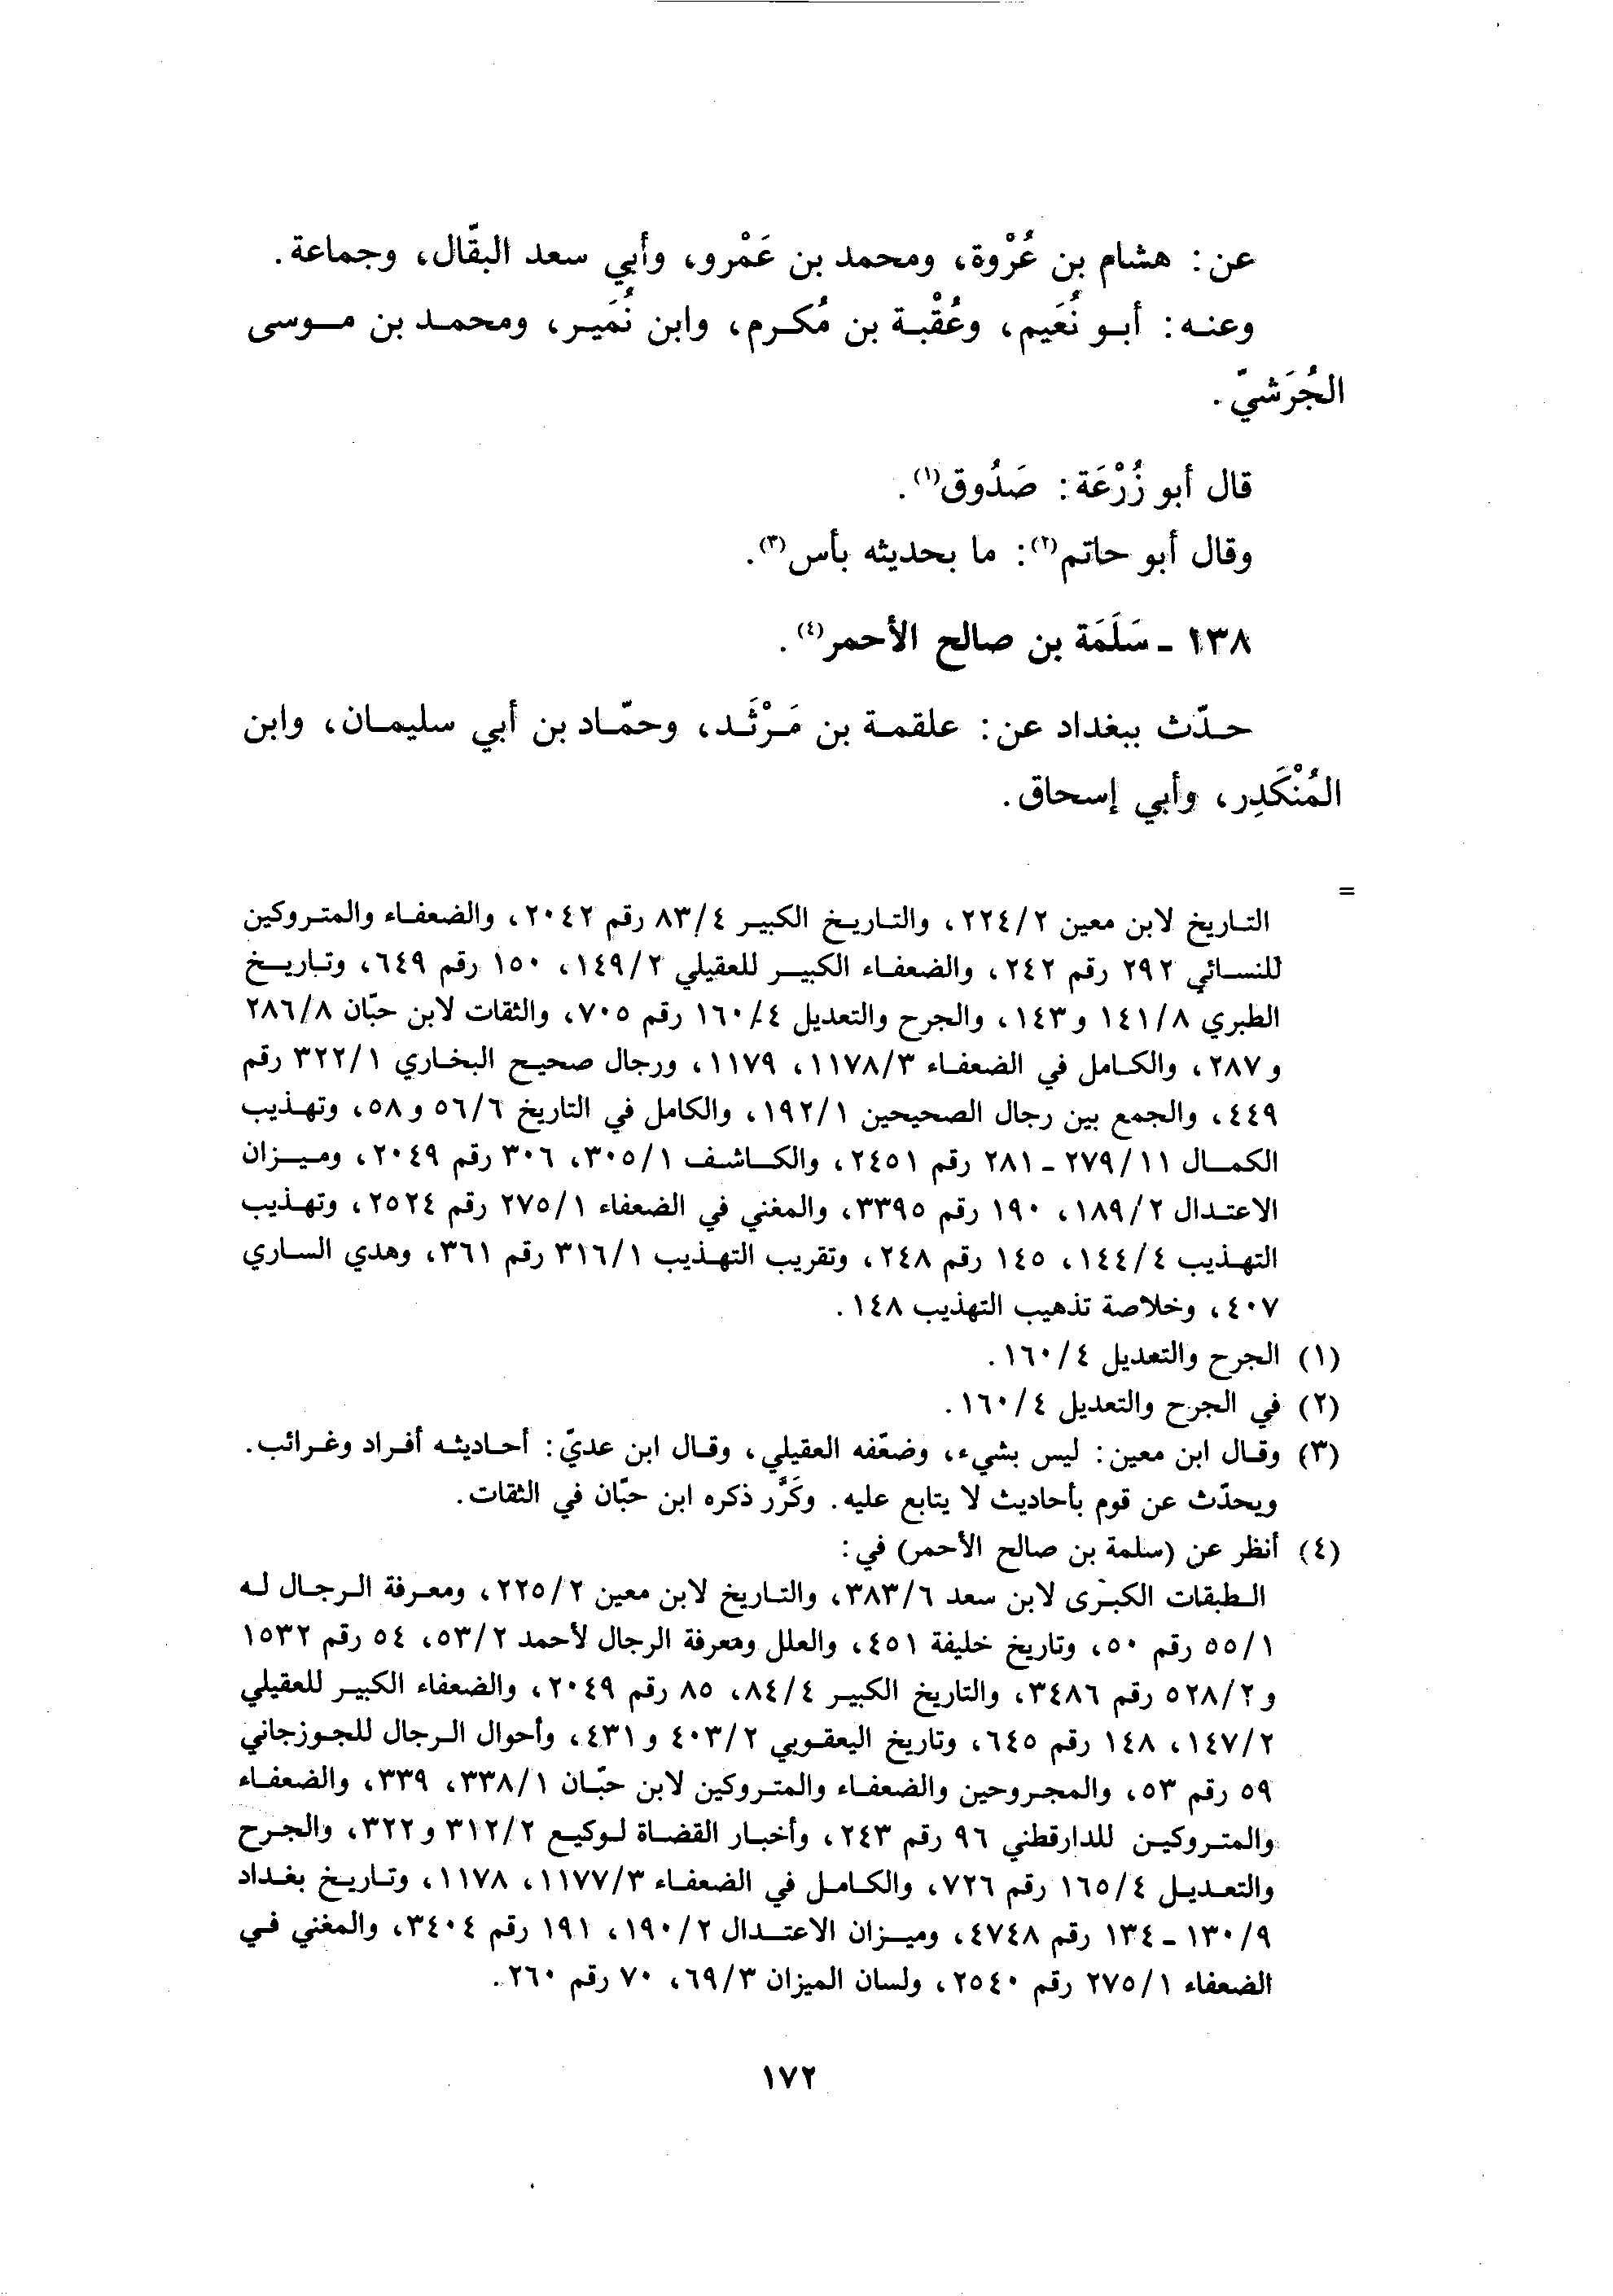 عن: هشام بن عُرْوة، ومحمد بن عَمْرو، وأبي سعد البقّال، وجماعة.
وعنه: أبو نُعَيم، وعُقْبة بن مُكرم، وابن نُمَير، ومحمد بن موسى
الجُرَشيّ.
قال أبو زُرْعَة: صَدُوق(١).
وقال أبو حاتم(٢): ما بحديثه بأس(٣).
١٣٨ - سَلَمَة بن صالح الأحمر(٤).
حدّث ببغداد عن: علقمة بن مَرْثَد، وحمّاد بن أبي سليمان، وابن
المُنْكَدِر، وأبي إسحاق.
=
التاريخ لابن معين ٢/٢٢٤، والتاريخ الكبير ٤/٨٣ رقم ٢٠٤٢، والضعفاء والمتروكين
للنسائي ٢٩٢ رقم ٢٤٢، والضعفاء الكبير للعقيلي ٢/١٤٩، ١٥٠ رقم ٦٤٩، وتاريخ
الطبري ٨/١٤١ و١٤٣، والجرح والتعديل ٤/١٦٠ رقم ٧٠٥، والثقات لابن حبّان ٨/٢٨٦
و٢٨٧، والكامل في الضعفاء ٣/١١٧٨، ١١٧٩، ورجال صحيح البخاري ١/٣٢٢ رقم
٤٤٩، والجمع بين رجال الصحيحين ١/١٩٢، والكامل في التاريخ ٦/٥٦ و٥٨، وتهذيب
الكمال ١١/٢٧٩ - ٢٨١ رقم ٢٤٥١، والكاشف ١/٣٠٥، ٣٠٦ رقم ٢٠٤٩، وميزان
الاعتدال ٢/١٨٩، ١٩٠ رقم ٣٣٩٥، والمغني في الضعفاء ١/٢٧٥ رقم ٢٥٢٤، وتهذيب
التهذيب ٤/١٤٤، ١٤٥ رقم ٢٤٨، وتقريب التهذيب ١/٣١٦ رقم ٣٦١، وهدي الساري
٤٠٧، وخلاصة تذهيب التهذيب ١٤٨.
(١) الجرح والتعديل ٤/١٦٠.
(٢) في الجرح والتعديل ٤/١٦٠.
(٣) وقال ابن معين: ليس بشيء، وضعّفه العقيلي، وقال ابن عديّ: أحاديثه أفراد وغرائب.
ويحدّث عن قوم بأحاديث لا يتابع عليه. وكَرَّر ذكره ابن حبّان في الثقات.
(٤) أنظر عن (سلمة بن صالح الأحمر) في:
الطبقات الكبرى لابن سعد ٦/٣٨٣، والتاريخ لابن معين ٢/٢٢٥، ومعرفة الرجال له
١/٥٥ رقم ٥٠، وتاريخ خليفة ٤٥١، والعلل ومعرفة الرجال لأحمد ٢/٥٣، ٥٤ رقم ١٥٣٢
و٢/٥٢٨ رقم ٣٤٨٦، والتاريخ الكبير ٤/٨٤، ٨٥ رقم ٢٠٤٩، والضعفاء الكبير للعقيلي
٢/١٤٧، ١٤٨ رقم ٦٤٥، وتاريخ اليعقوبي ٢/٤٠٣ و٤٣١، وأحوال الرجال للجوزجاني
٥٩ رقم ٥٣، والمجروحين والضعفاء والمتروكين لابن حبّان ١/٣٣٨، ٣٣٩، والضعفاء
والمتروكين للدارقطني ٩٦ رقم ٢٤٣، وأخبار القضاة لوكيع ٢/٣١٢ و٣٢٢، والجرح
والتعديل ٤/١٦٥ رقم ٧٢٦، والكامل في الضعفاء ٣/١١٧٧، ١١٧٨، وتاريخ بغداد
٩/١٣٠ - ١٣٤ رقم ٤٧٤٨، وميزان الاعتدال ٢/١٩٠، ١٩١ رقم ٣٤٠٤، والمغني في
الضعفاء ١/٢٧٥ رقم ٢٥٤٠، ولسان الميزان ٣/٦٩، ٧٠ رقم ٢٦٠.
١٧٢